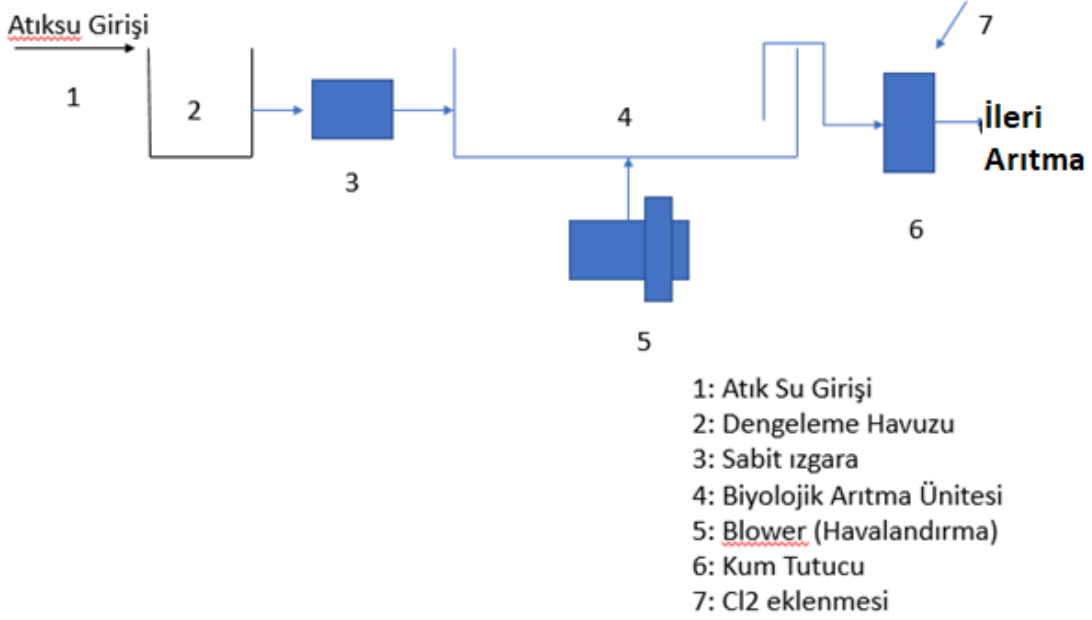 Atıksu Girişi
1
2
3
4
5
6
7
İleri
Arıtma
1: Atık Su Girişi
2: Dengeleme Havuzu
3: Sabit ızgara
4: Biyolojik Arıtma Ünitesi
5: Blower (Havalandırma)
6: Kum Tutucu
7: Cl2 eklenmesi